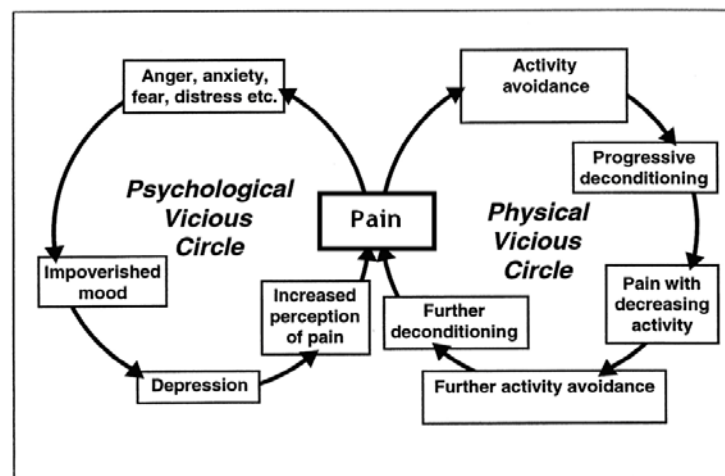 Anger, anxiety,
fear, distress etc.
Activity
avoidance
Progressive
deconditioning
Psychological
Vicious
Circle
Pain
Physical
Vicious
Circle
Impoverished
mood
Increased
perception
of pain
Further
deconditioning
Pain with
decreasing
activity
Depression
Further activity avoidance